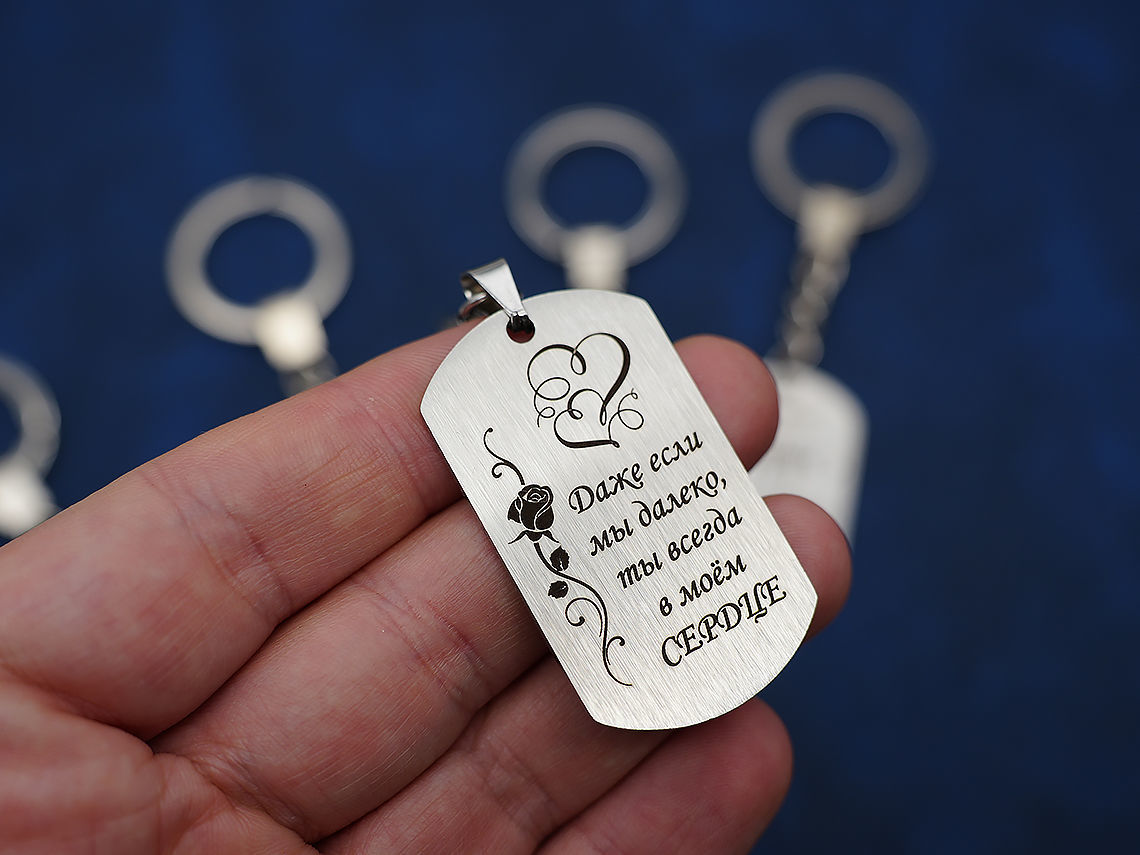 Даже если
мы далеко,
ты всегда
в моём
СЕРДЦЕ